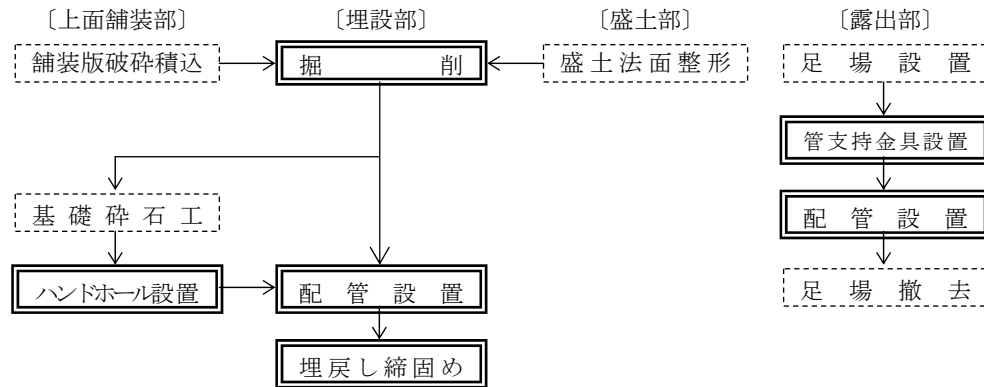 〔上面舗装部〕 〔埋設部〕 〔盛土部〕 〔露出部〕
舗装版破砕積込 掘削 盛土法面整形 足場設置
管支持金具設置
基礎砕石工 配管設置
ハンドホール設置 配管設置 足場撤去
埋戻し締固め